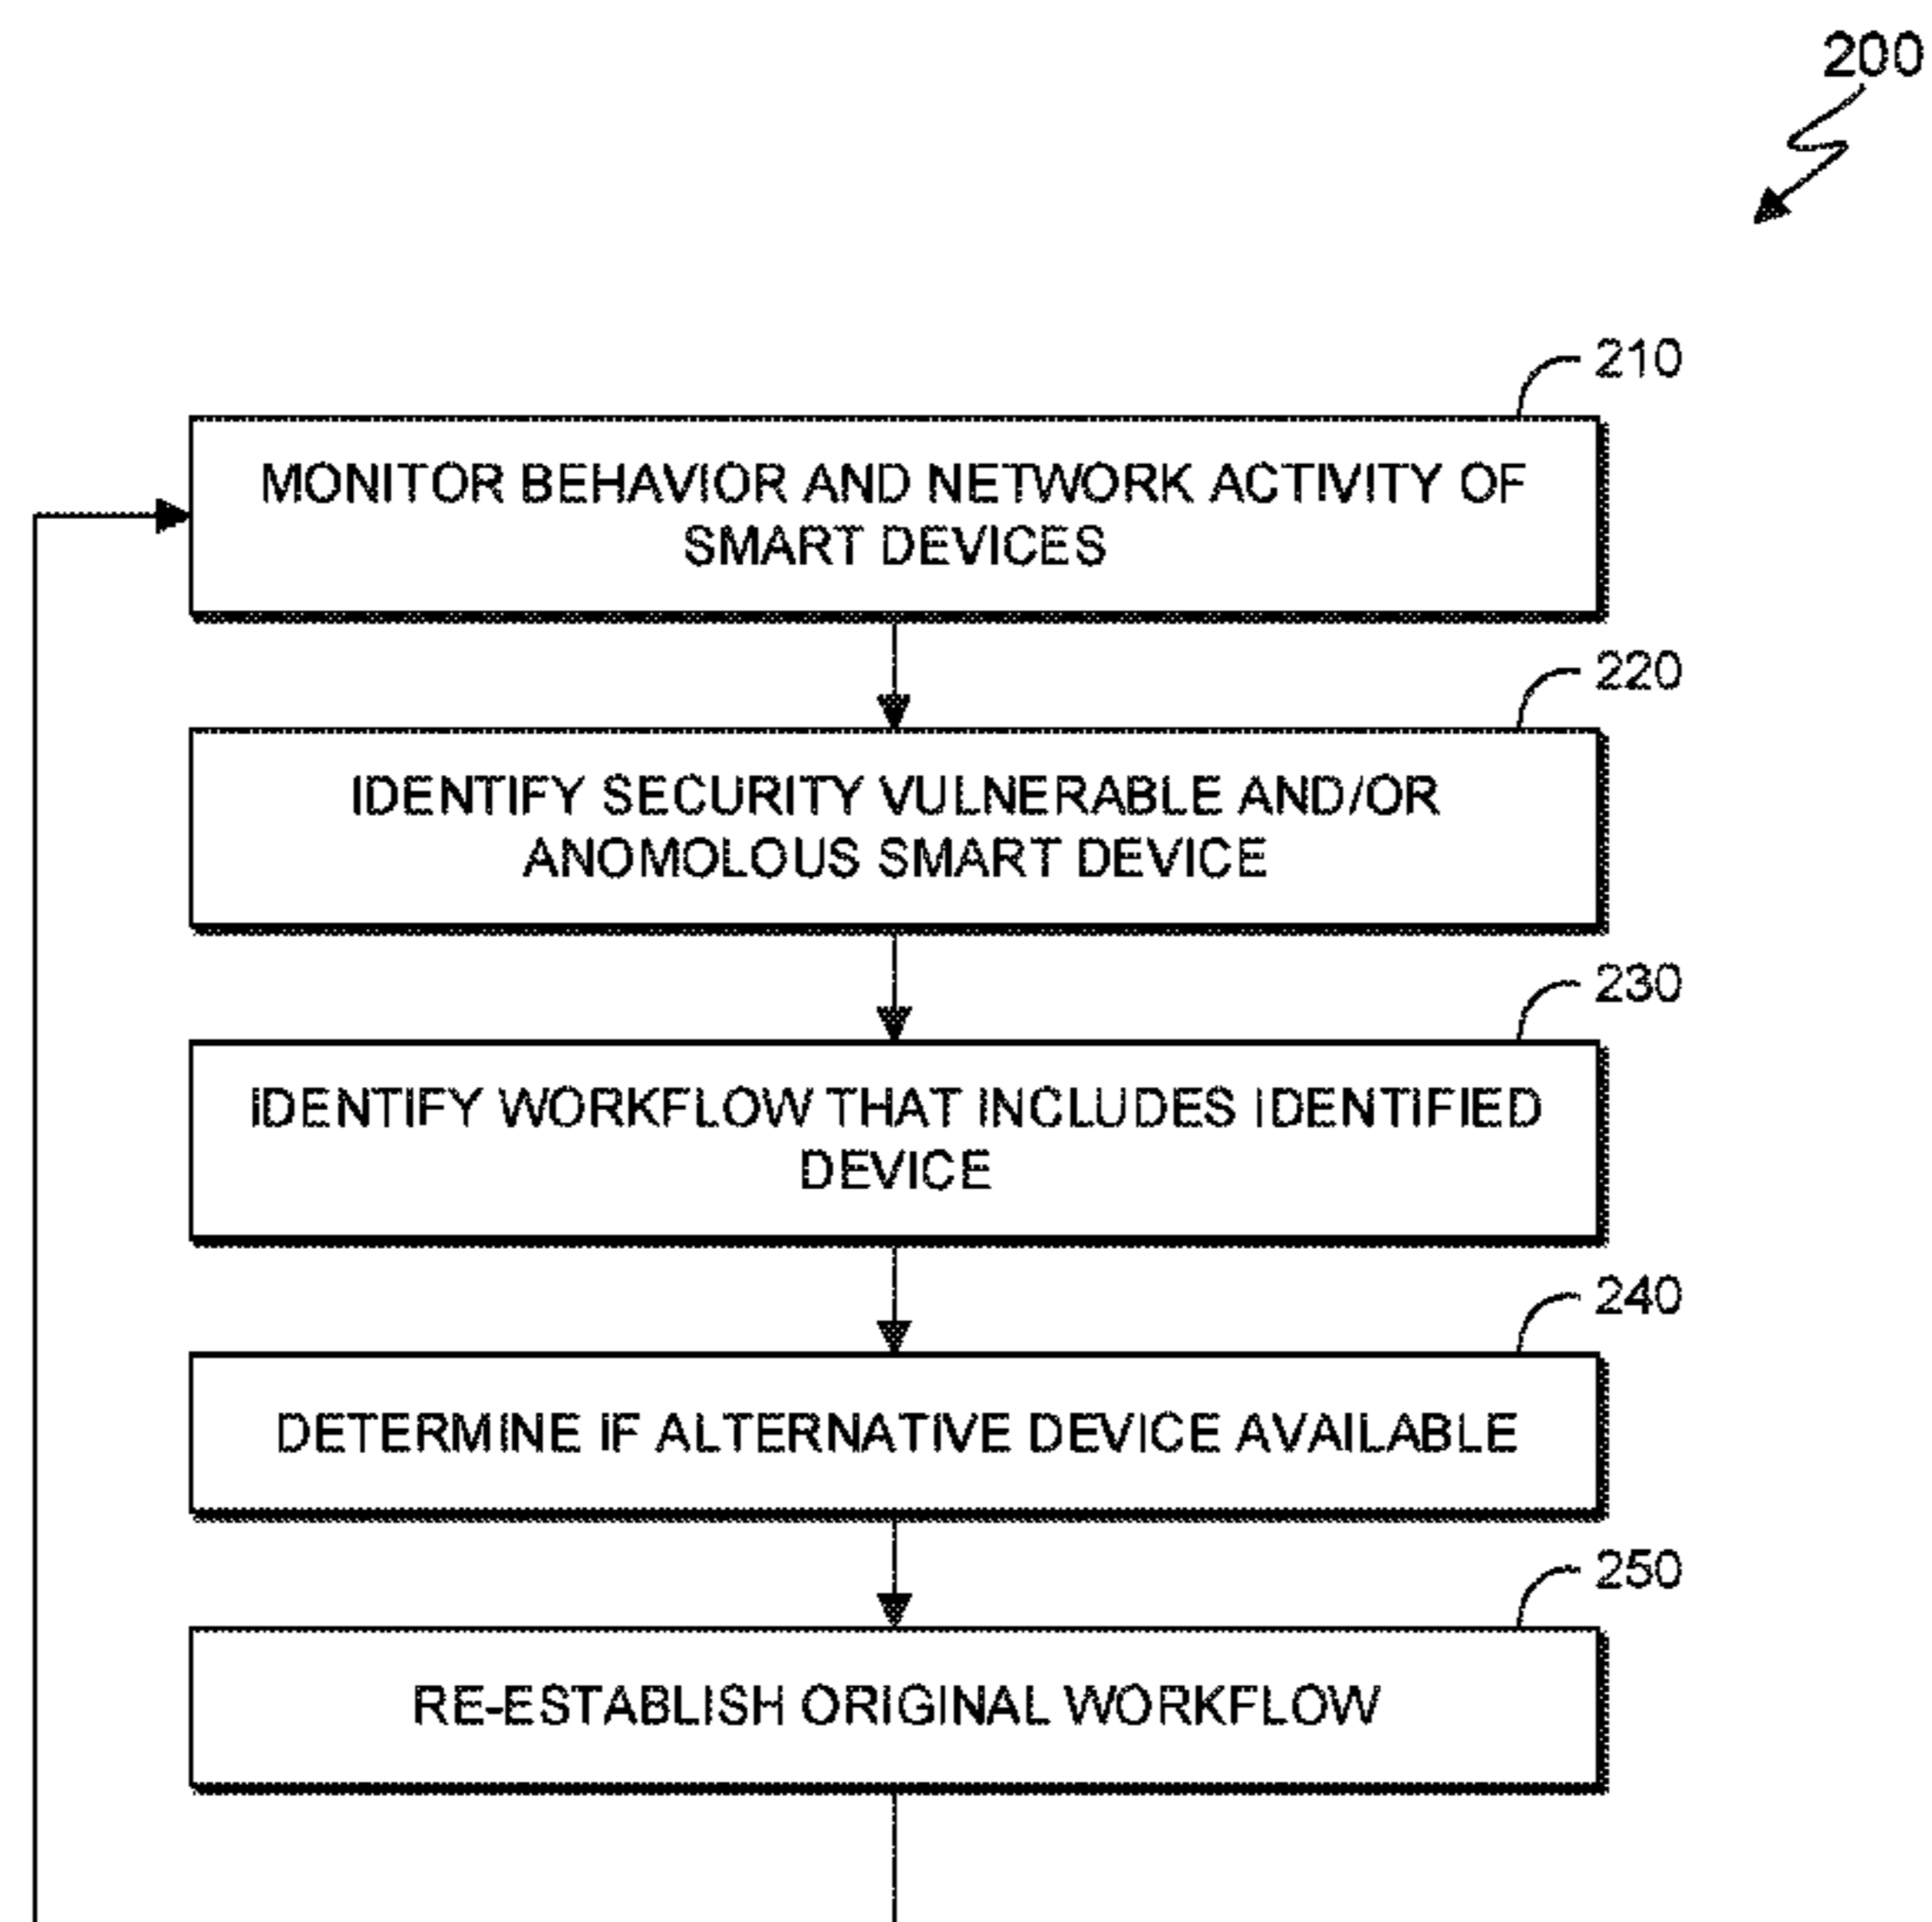 200
210
MONITOR BEHAVIOR AND NETWORK ACTIVITY OF
SMART DEVICES
220
IDENTIFY SECURITY VULNERABLE AND/OR
ANOMOLOUS SMART DEVICE
230
IDENTIFY WORKFLOW THAT INCLUDES IDENTIFIED
DEVICE
240
DETERMINE IF ALTERNATIVE DEVICE AVAILABLE
250
RE-ESTABLISH ORIGINAL WORKFLOW